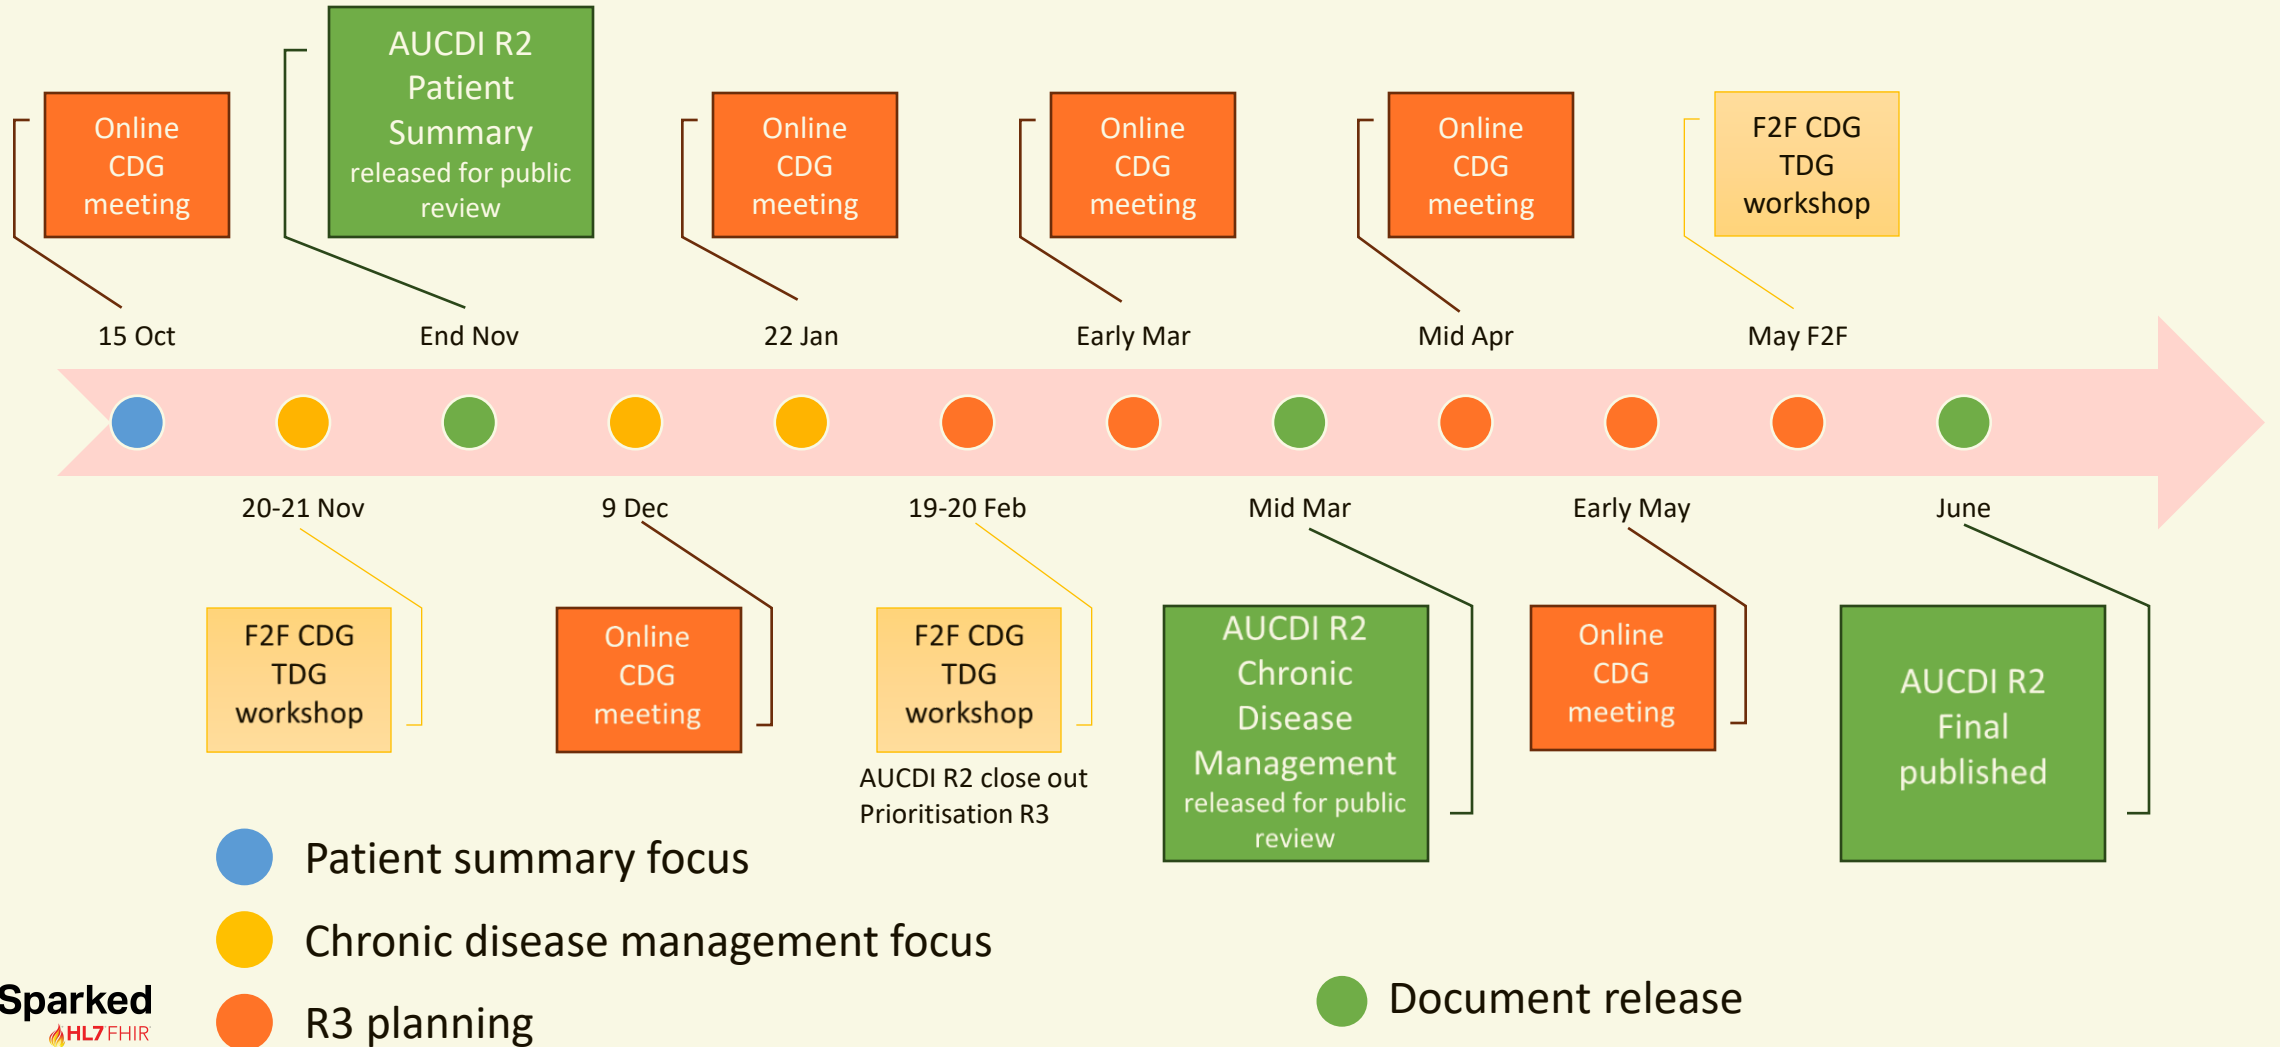 AUCDI R2
Patient
Summary
released for public
review
Online
CDG
meeting
Online
CDG
meeting
Online
CDG
meeting
Online
CDG
meeting
F2F CDG
TDG
workshop
15 Oct
End Nov
22 Jan
Early Mar
Mid Apr
May F2F
20-21 Nov
9 Dec
19-20 Feb
Mid Mar
Early May
June
F2F CDG
TDG
workshop
Online
CDG
meeting
F2F CDG
TDG
workshop
AUCDI R2 close out
Prioritisation R3
AUCDI R2
Chronic
Disease
Management
released for public
review
Online
CDG
meeting
AUCDI R2
Final
published
Patient summary focus
Chronic disease management focus
R3 planning
Document release
Sparked
HL7 FHIR